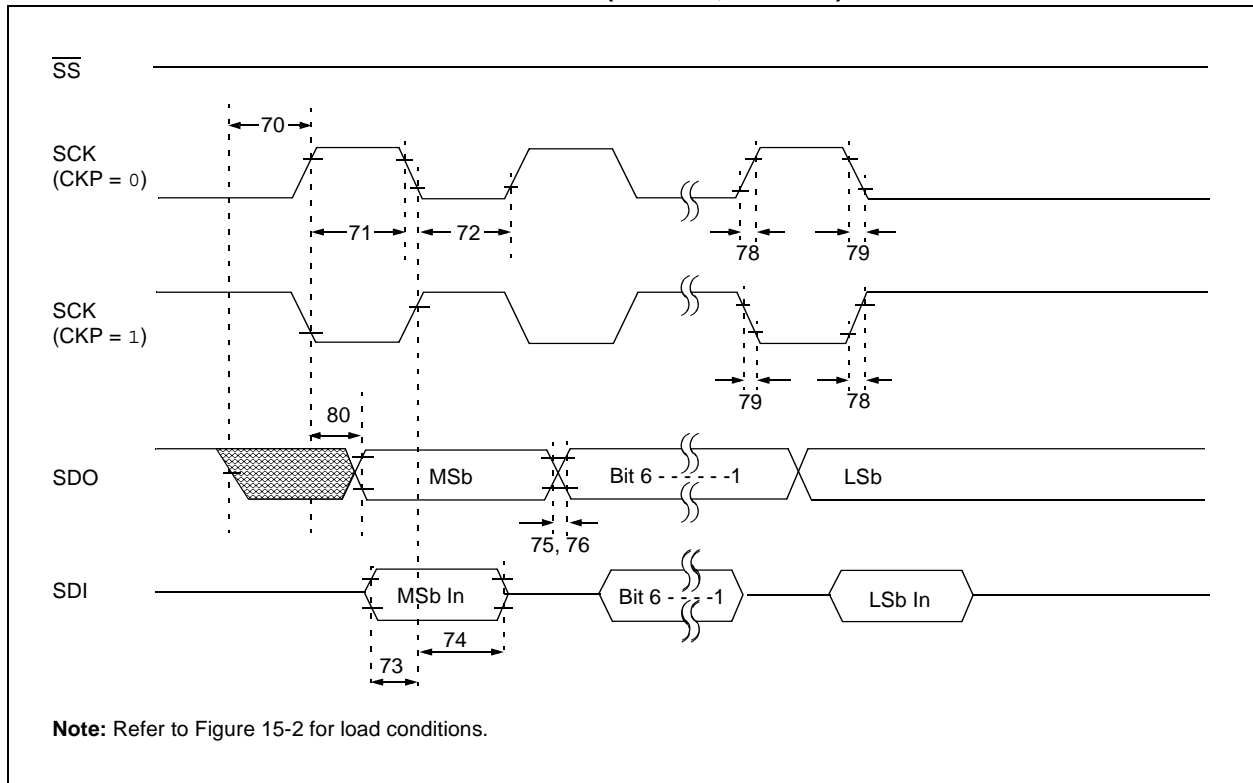 SS
70
SCK
(CKP = 0)
71
72
78
79
SCK
(CKP = 1)
79
78
80
SDO
MSb
Bit 6 - - - - - -1
LSb
75, 76
SDI
MSb In
Bit 6 - - - -1
LSb In
74
73
Note: Refer to Figure 15-2 for load conditions.